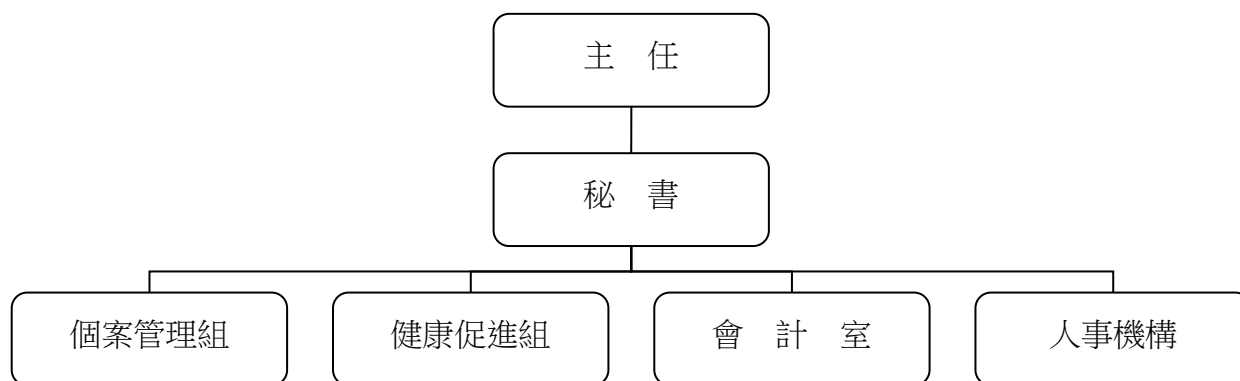 主　任
秘　書
個案管理組
健康促進組
會　計　室
人事機構